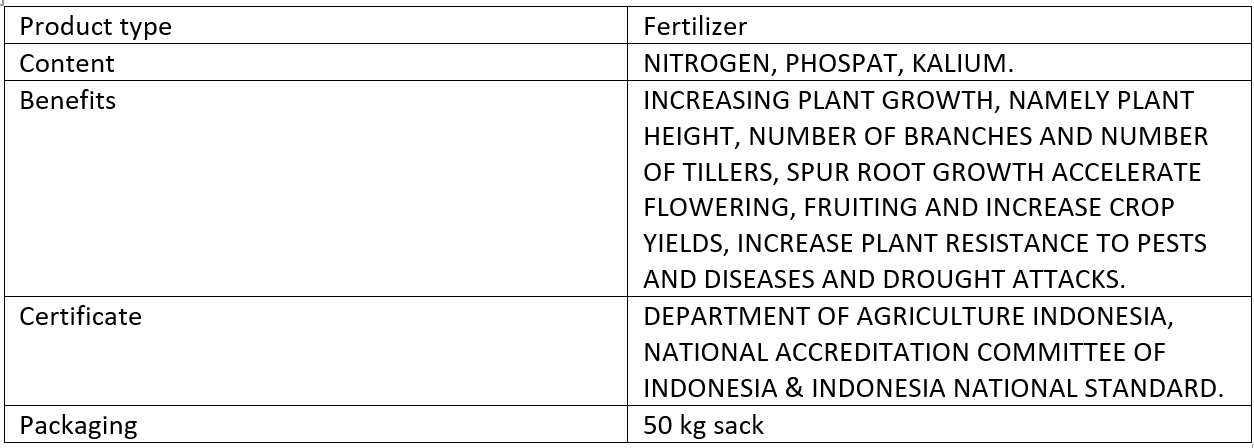 Product type Fertilizer
Content NITROGEN, PHOSPAT, KALIUM.
Benefits INCREASING PLANT GROWTH, NAMELY PLANT
HEIGHT, NUMBER OF BRANCHES AND NUMBER
OF TILLERS, SPUR ROOT GROWTH ACCELERATE
FLOWERING, FRUITING AND INCREASE CROP
YIELDS, INCREASE PLANT RESISTANCE TO PESTS
AND DISEASES AND DROUGHT ATTACKS.
Certificate DEPARTMENT OF AGRICULTURE INDONESIA,
NATIONAL ACCREDITATION COMMITTEE OF
INDONESIA & INDONESIA NATIONAL STANDARD.
Packaging 50 kg sack